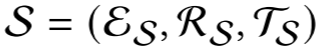 𝒮 = (ℰ_𝒮, ℛ_𝒮, 𝒯_𝒮)